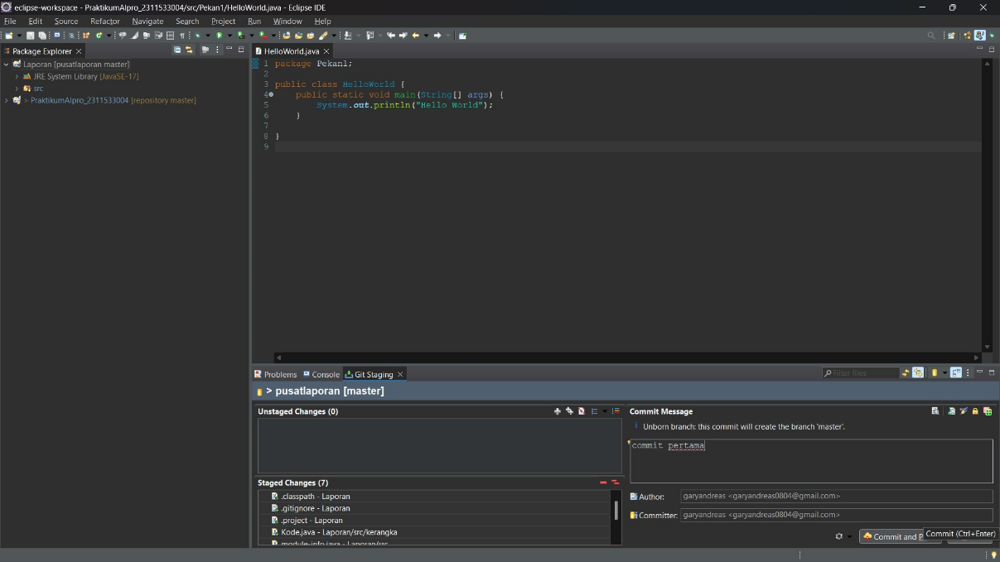 eclipse-workspace - PraktikumAlpro_2311533004/src/Pekan1/HelloWorld.java - Eclipse IDE
File Edit Source Refactor Navigate Search Project Run Window Help
Package Explorer
HelloWorld.java
Laporan [pusatlaporan master]
JRE System Library [JavaSE-17]
src
> PraktikumAlpro_2311533004 [repository master]
1 package Pekan1;
2
3 public class HelloWorld {
4 public static void main(String[] args) {
5 System.out.println("Hello World");
6 }
7
8 }
9
Problems Console Git Staging
Filter files
> pusatlaporan [master]
Unstaged Changes (0)
Staged Changes (7)
.classpath - Laporan
.gitignore - Laporan
.project - Laporan
Kode.java - Laporan/src/kerangka
module-info.java - Laporan/src
Commit Message
Unborn branch: this commit will create the branch 'master'.
commit pertama
Author: garyandreas <garyandreas0804@gmail.com>
Committer: garyandreas <garyandreas0804@gmail.com>
Commit and P
Commit (Ctrl+Enter)